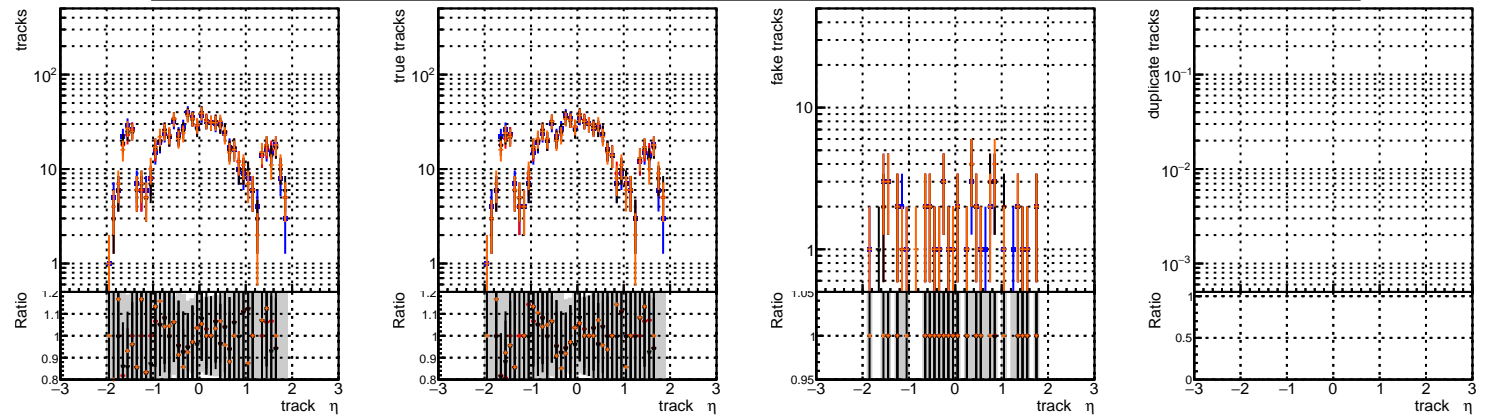 tracks
10²
10
1
Ratio
1.2
1.1
1
0.9
0.8
−3 −2 −1 0 1 2 3
track η
true tracks
10²
10
1
Ratio
1.2
1.1
1
0.9
0.8
−3 −2 −1 0 1 2 3
track η
fake tracks
10
1
Ratio
1.05
1
0.95
−3 −2 −1 0 1 2 3
track η
duplicate tracks
10⁻¹
10⁻²
10⁻³
Ratio
1
0.5
0
−3 −2 −1 0 1 2 3
track η